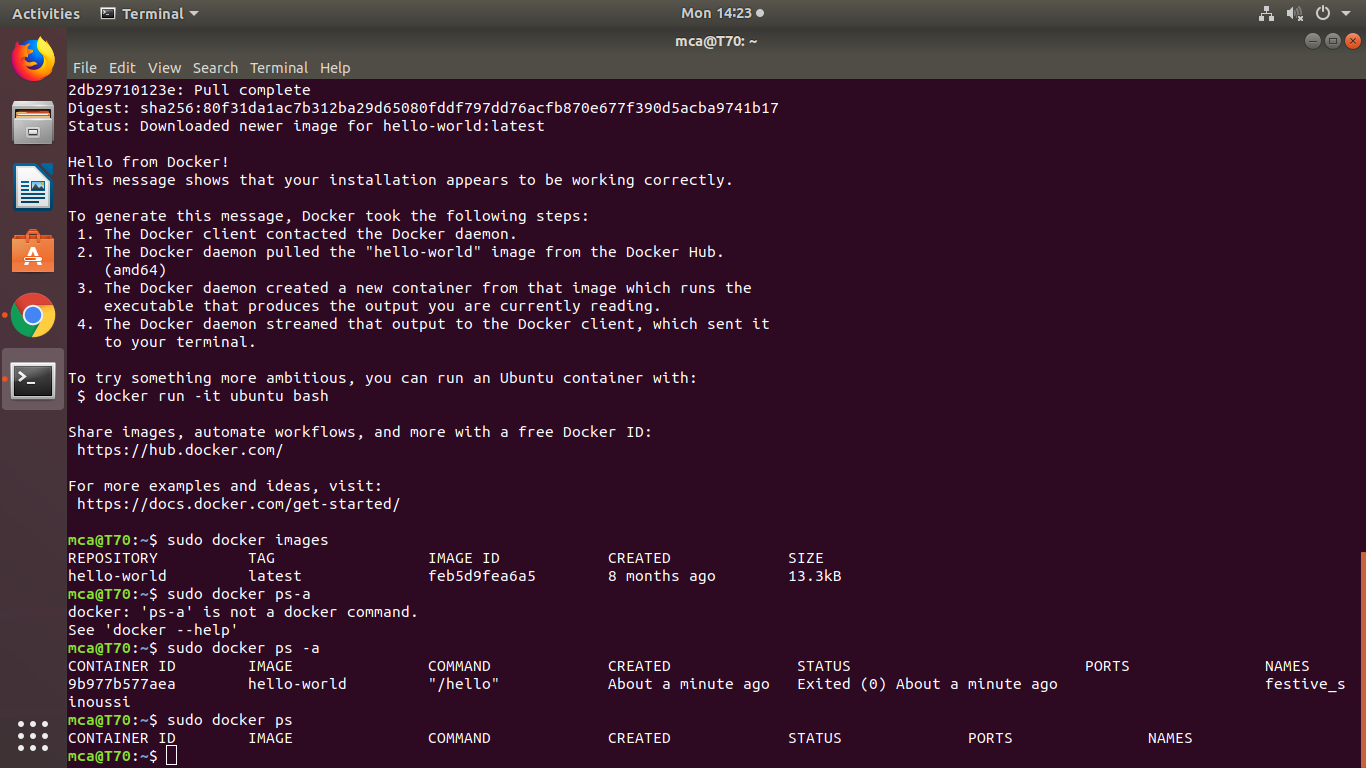 Activities Terminal Mon 14:23
mca@T70: ~
File Edit View Search Terminal Help
2db29710123e: Pull complete
Digest: sha256:80f31da1ac7b312ba29d65080fddf797dd76acfb870e677f390d5acba9741b17
Status: Downloaded newer image for hello-world:latest
Hello from Docker!
This message shows that your installation appears to be working correctly.
To generate this message, Docker took the following steps:
1. The Docker client contacted the Docker daemon.
2. The Docker daemon pulled the "hello-world" image from the Docker Hub.
(amd64)
3. The Docker daemon created a new container from that image which runs the
executable that produces the output you are currently reading.
4. The Docker daemon streamed that output to the Docker client, which sent it
to your terminal.
To try something more ambitious, you can run an Ubuntu container with:
$ docker run -it ubuntu bash
Share images, automate workflows, and more with a free Docker ID:
https://hub.docker.com/
For more examples and ideas, visit:
https://docs.docker.com/get-started/
mca@T70:~$ sudo docker images
REPOSITORY TAG IMAGE ID CREATED SIZE
hello-world latest feb5d9fea6a5 8 months ago 13.3kB
mca@T70:~$ sudo docker ps-a
docker: 'ps-a' is not a docker command.
See 'docker --help'
mca@T70:~$ sudo docker ps -a
CONTAINER ID IMAGE COMMAND CREATED STATUS PORTS NAMES
9b977b577aea hello-world "/hello" About a minute ago Exited (0) About a minute ago festive_s
inoussi
mca@T70:~$ sudo docker ps
CONTAINER ID IMAGE COMMAND CREATED STATUS PORTS NAMES
mca@T70:~$